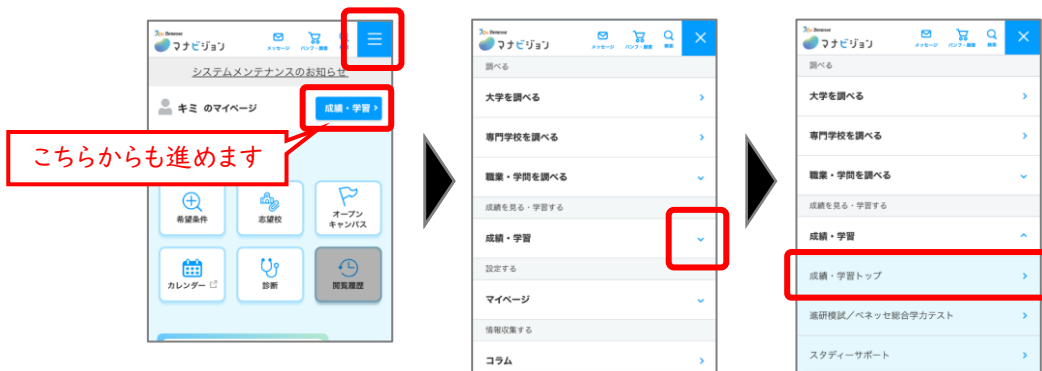 Benesse
マナビジョン
メッセージ
パンフ・願書
システムメンテナンスのお知らせ
キミ のマイページ
成績・学習
こちらからも進めます
希望条件
志望校
オープン
キャンパス
カレンダー
診断
閲覧履歴
Benesse
マナビジョン
メッセージ
パンフ・願書
検索
調べる
大学を調べる
専門学校を調べる
職業・学問を調べる
成績を見る・学習する
成績・学習
設定する
マイページ
情報収集する
コラム
Benesse
マナビジョン
メッセージ
パンフ・願書
検索
調べる
大学を調べる
専門学校を調べる
職業・学問を調べる
成績を見る・学習する
成績・学習
成績・学習トップ
進研模試／ベネッセ総合学力テスト
スタディーサポート